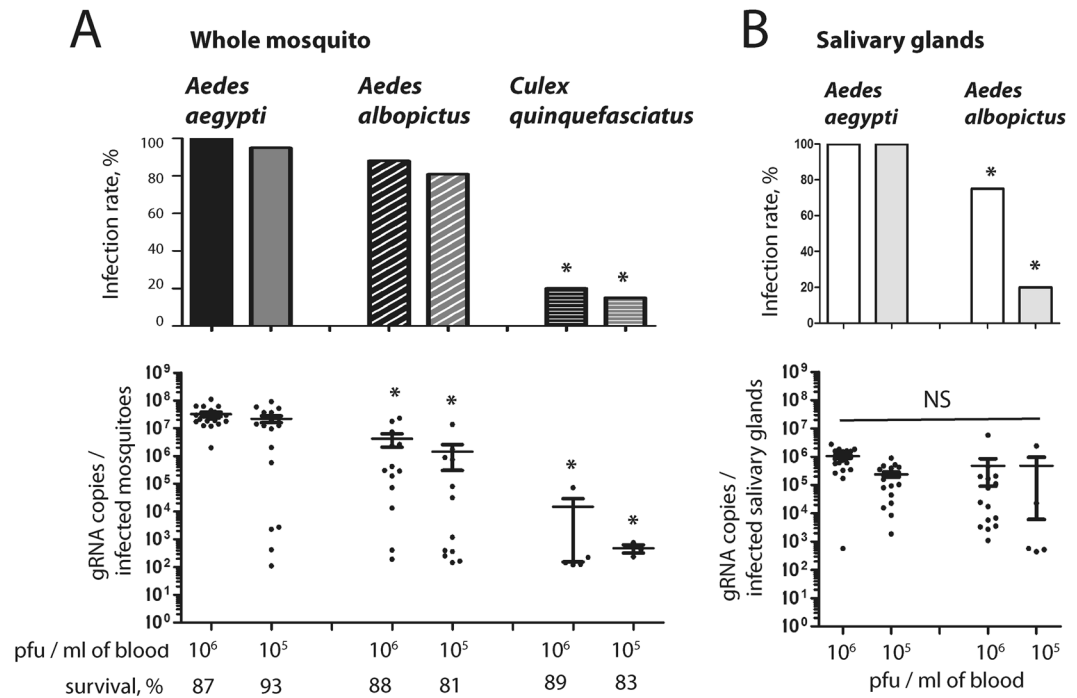 A
Whole mosquito
Aedes
aegypti
Aedes
albopictus
Culex
quinquefasciatus
Infection rate, %
100
80
60
40
20
0
*
*
gRNA copies /
infected mosquitoes
10⁹
10⁸
10⁷
10⁶
10⁵
10⁴
10³
10²
10¹
10⁰
*
*
*
*
pfu / ml of blood 10⁶ 10⁵ 10⁶ 10⁵ 10⁶ 10⁵
survival, % 87 93 88 81 89 83
B
Salivary glands
Aedes
aegypti
Aedes
albopictus
Infection rate, %
100
80
60
40
20
0
*
*
gRNA copies /
infected salivary glands
10⁹
10⁸
10⁷
10⁶
10⁵
10⁴
10³
10²
10¹
10⁰
NS
10⁶ 10⁵ 10⁶ 10⁵
pfu / ml of blood